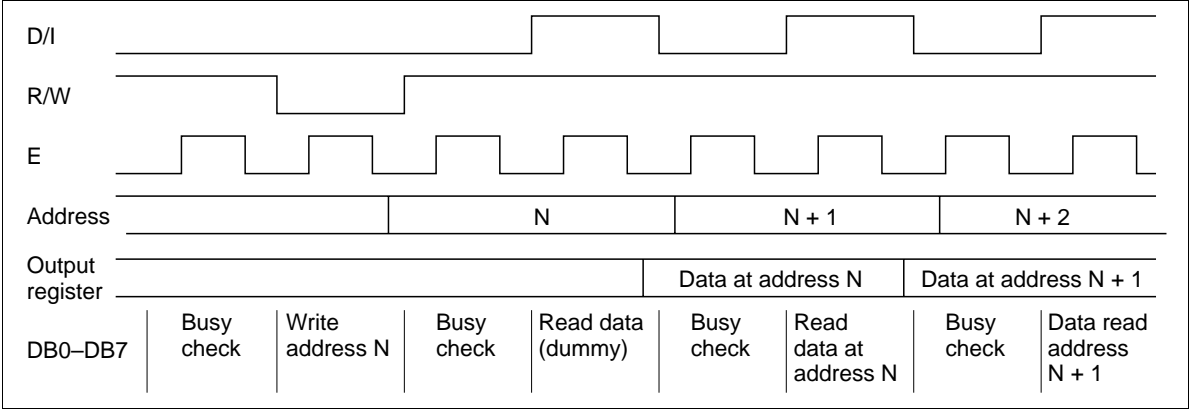 D/I
R/W
E
Address
N
N + 1
N + 2
Output
register
Data at address N
Data at address N + 1
DB0–DB7
Busy
check
Write
address N
Busy
check
Read data
(dummy)
Busy
check
Read
data at
address N
Busy
check
Data read
address
N + 1